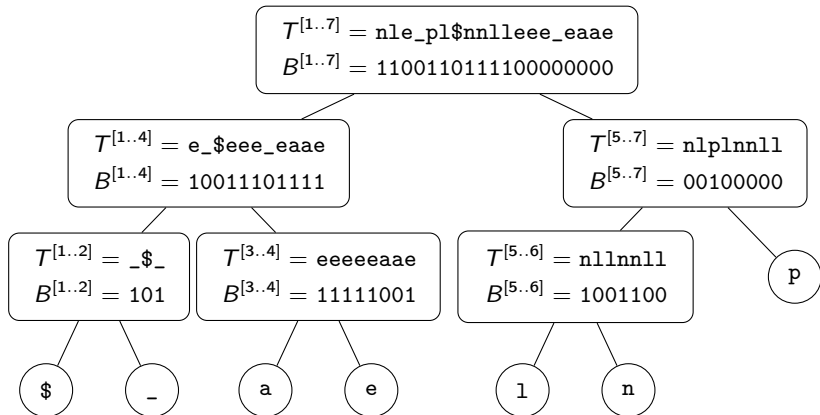 T^[1..7] = nle_pl$nnlleee_eaae
B^[1..7] = 1100110111100000000
T^[1..4] = e_$eee_eaae
B^[1..4] = 10011101111
T^[5..7] = nlplnnll
B^[5..7] = 00100000
T^[1..2] = _$_
B^[1..2] = 101
T^[3..4] = eeeeeaae
B^[3..4] = 11111001
T^[5..6] = nllnnll
B^[5..6] = 1001100
p
$
_
a
e
l
n